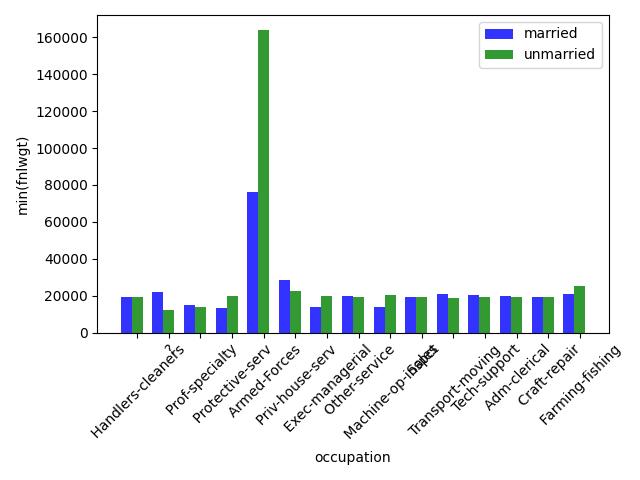 married
unmarried
160000
140000
120000
100000
80000
60000
40000
20000
0
min(fnlwgt)
Handlers-cleaners
?
Prof-specialty
Protective-serv
Armed-Forces
Priv-house-serv
Exec-managerial
Other-service
Machine-op-inspct
Sales
Transport-moving
Tech-support
Adm-clerical
Craft-repair
Farming-fishing
occupation